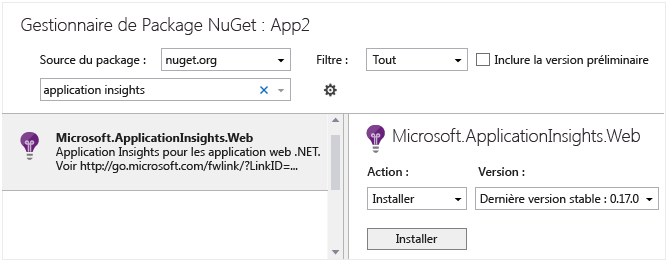 Gestionnaire de Package NuGet : App2
Source du package : nuget.org Filtre : Tout Inclure la version préliminaire
application insights
Microsoft.ApplicationInsights.Web
Application Insights pour les application web .NET.
Voir http://go.microsoft.com/fwlink/?LinkID=...
Microsoft.ApplicationInsights.Web
Action : Version :
Installer Dernière version stable : 0.17.0
Installer